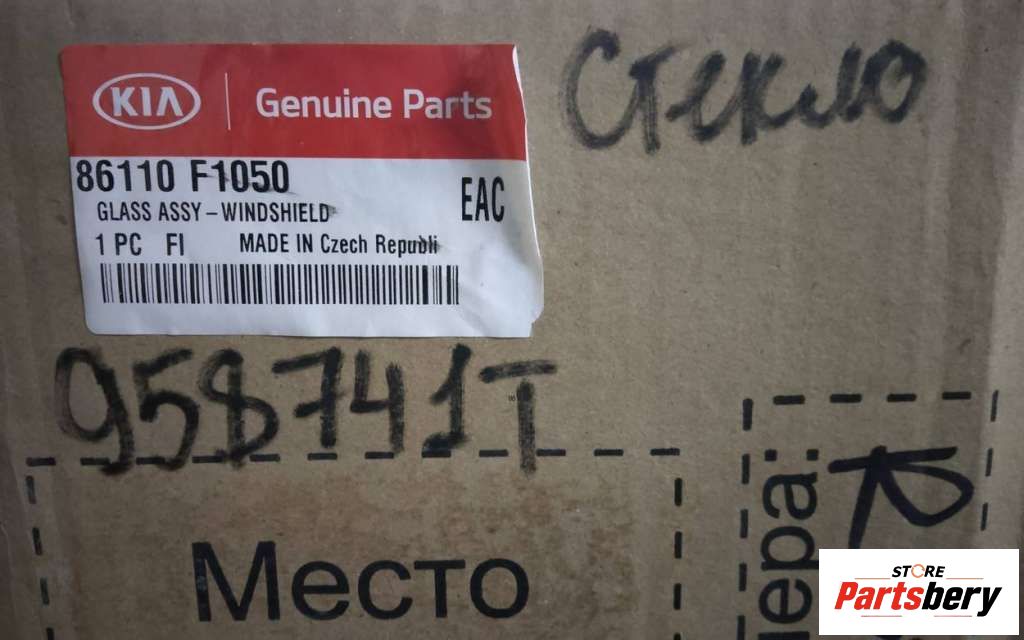 KIA Genuine Parts
86110 F1050
GLASS ASSY – WINDSHIELD
EAC
1 PC FI MADE IN Czech Republi
Стекло
958741T
Место
STORE
Partsbery